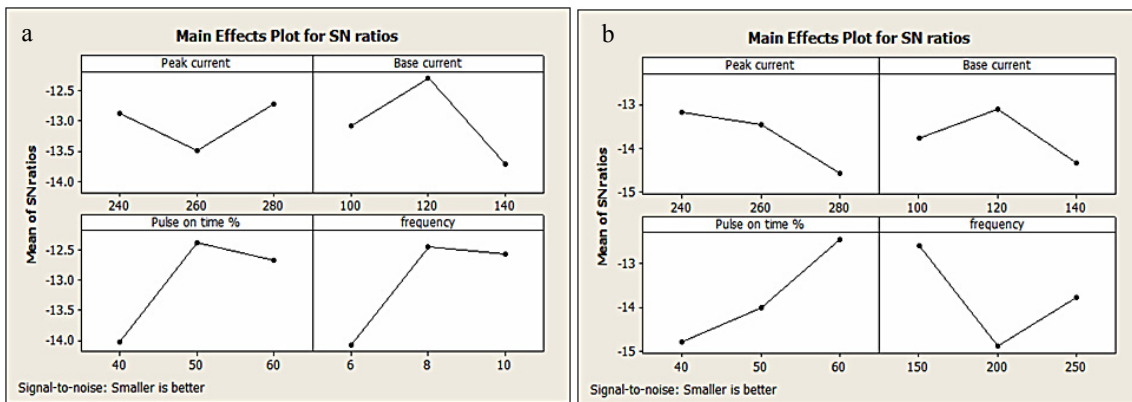 a
Main Effects Plot for SN ratios
Peak current Base current
-12.5
-13.0
-13.5
-14.0
240 260 280 100 120 140
Pulse on time % frequency
-12.5
-13.0
-13.5
-14.0
40 50 60 6 8 10
Mean of SN ratios
Signal-to-noise: Smaller is better
b
Main Effects Plot for SN ratios
Peak current Base current
-13
-14
-15
240 260 280 100 120 140
Pulse on time % frequency
-13
-14
-15
40 50 60 150 200 250
Mean of SN ratios
Signal-to-noise: Smaller is better